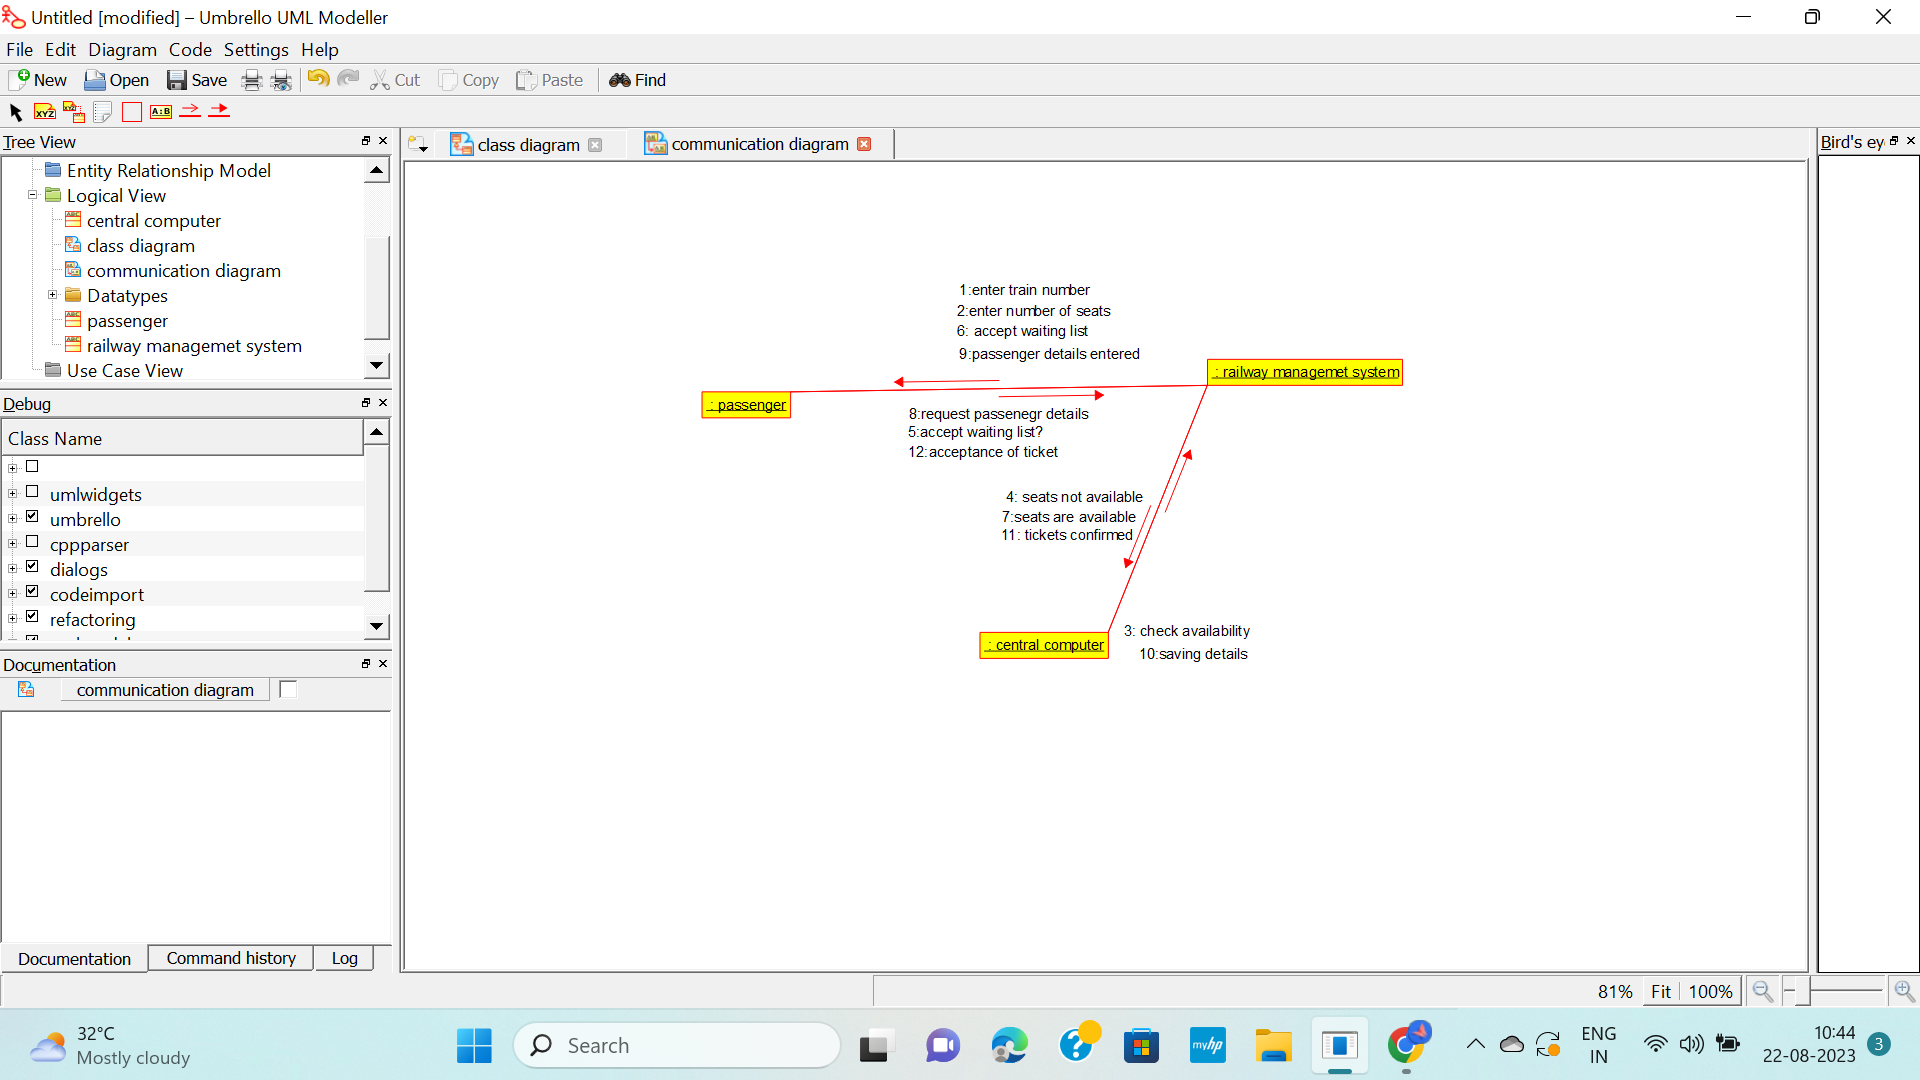 Untitled [modified] – Umbrello UML Modeller
File Edit Diagram Code Settings Help
New Open Save Cut Copy Paste Find
XYZ XYZ A:B
Tree View
class diagram
communication diagram
Bird's ey
Entity Relationship Model
Logical View
central computer
class diagram
communication diagram
Datatypes
passenger
railway managemet system
Use Case View
Debug
Class Name
umlwidgets
umbrello
cppparser
dialogs
codeimport
refactoring
Documentation
communication diagram
Documentation Command history Log
1:enter train number
2:enter number of seats
6: accept waiting list
9:passenger details entered
: railway managemet system
: passenger
8:request passenegr details
5:accept waiting list?
12:acceptance of ticket
4: seats not available
7:seats are available
11: tickets confirmed
: central computer
3: check availability
10:saving details
81% Fit 100%
32°C
Mostly cloudy
Search
myhp
ENG
IN
10:44
22-08-2023
3